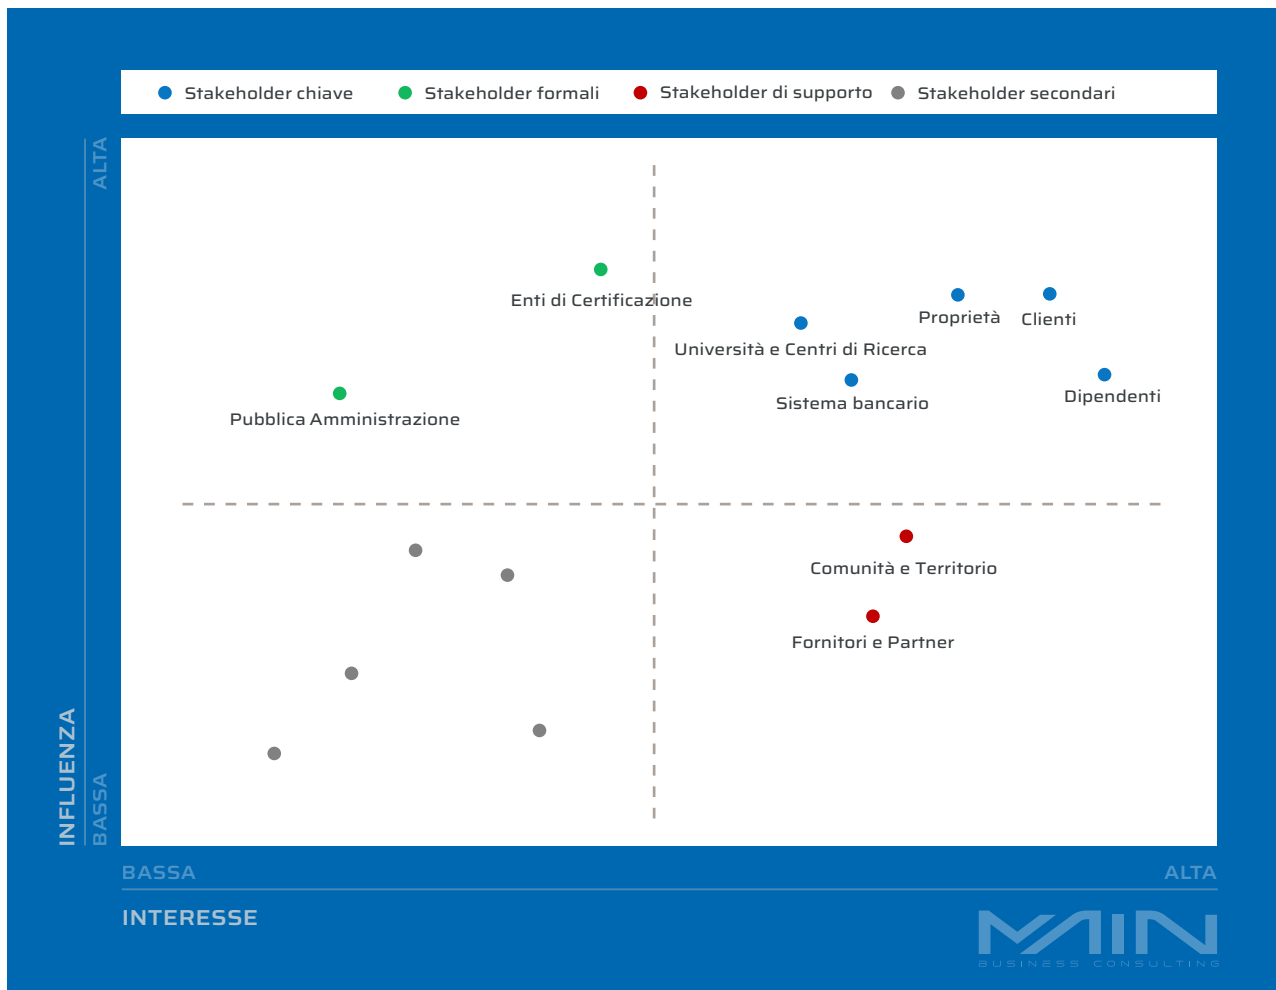 Stakeholder chiave
Stakeholder formali
Stakeholder di supporto
Stakeholder secondari
ALTA
Enti di Certificazione
Proprietà
Clienti
Università e Centri di Ricerca
Sistema bancario
Dipendenti
Pubblica Amministrazione
Comunità e Territorio
Fornitori e Partner
INFLUENZA
BASSA
BASSA
ALTA
INTERESSE
MAIN
BUSINESS CONSULTING